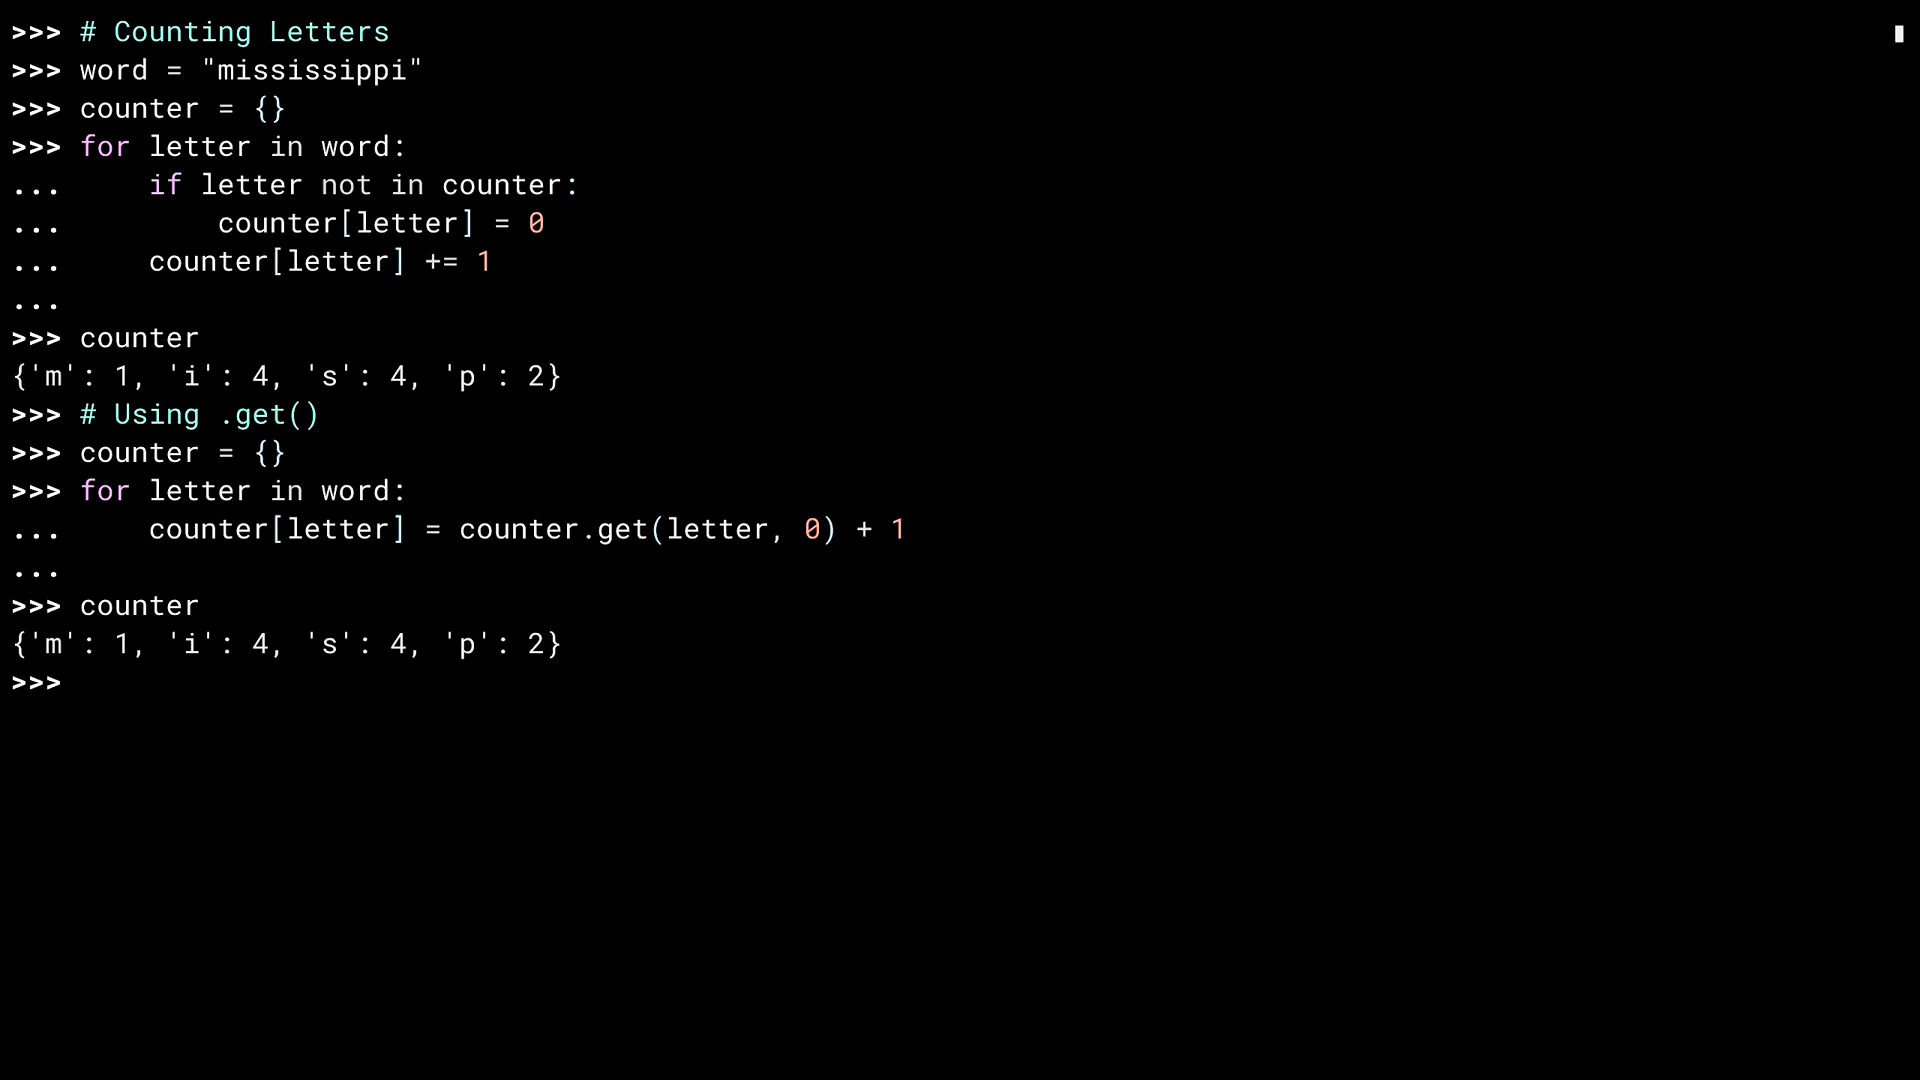 >>> # Counting Letters
>>> word = "mississippi"
>>> counter = {}
>>> for letter in word:
...     if letter not in counter:
...         counter[letter] = 0
...     counter[letter] += 1
...
>>> counter
{'m': 1, 'i': 4, 's': 4, 'p': 2}
>>> # Using .get()
>>> counter = {}
>>> for letter in word:
...     counter[letter] = counter.get(letter, 0) + 1
...
>>> counter
{'m': 1, 'i': 4, 's': 4, 'p': 2}
>>>